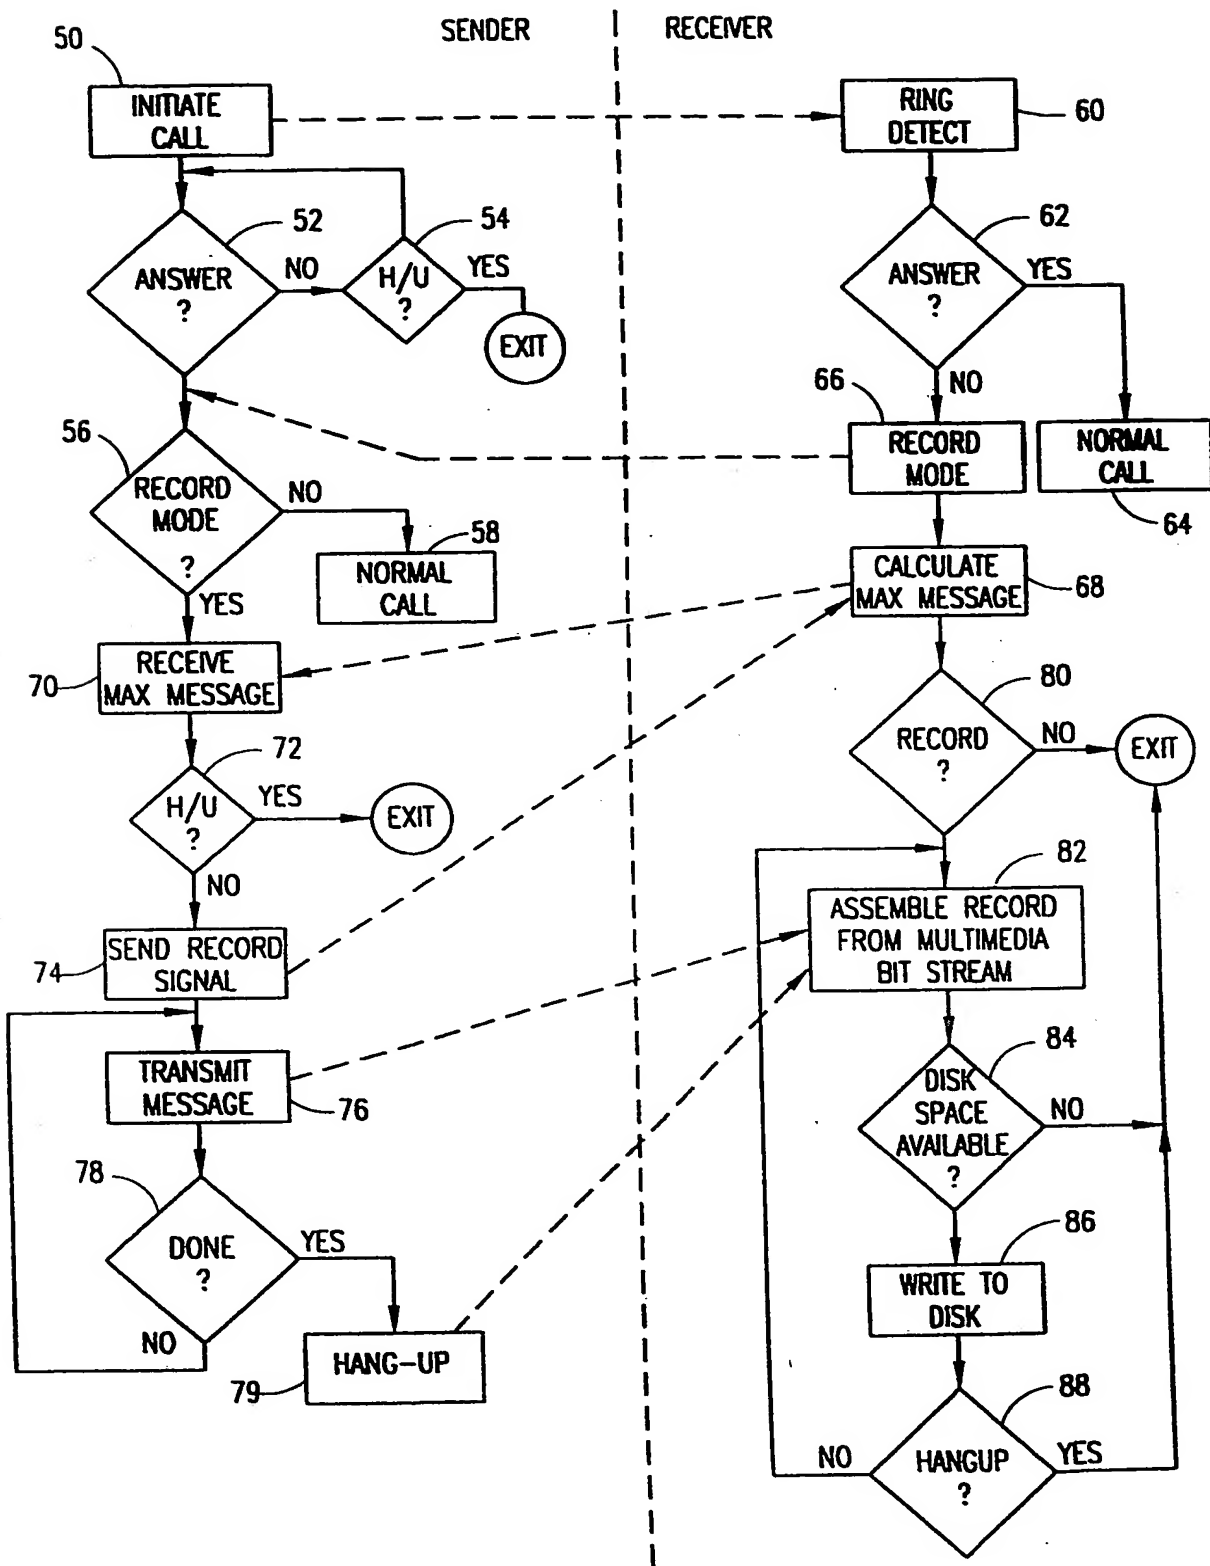 SENDER
RECEIVER
50
INITIATE
CALL
52
ANSWER
?
NO
54
H/U
?
YES
EXIT
56
RECORD
MODE
?
NO
58
NORMAL
CALL
YES
70
RECEIVE
MAX MESSAGE
72
H/U
?
YES
EXIT
NO
74
SEND RECORD
SIGNAL
TRANSMIT
MESSAGE
76
78
DONE
?
YES
NO
HANG-UP
79
RING
DETECT
60
62
ANSWER
?
YES
NO
66
RECORD
MODE
NORMAL
CALL
64
CALCULATE
MAX MESSAGE
68
80
RECORD
?
NO
EXIT
82
ASSEMBLE RECORD
FROM MULTIMEDIA
BIT STREAM
84
DISK
SPACE
AVAILABLE
?
NO
86
WRITE TO
DISK
88
HANGUP
?
NO
YES